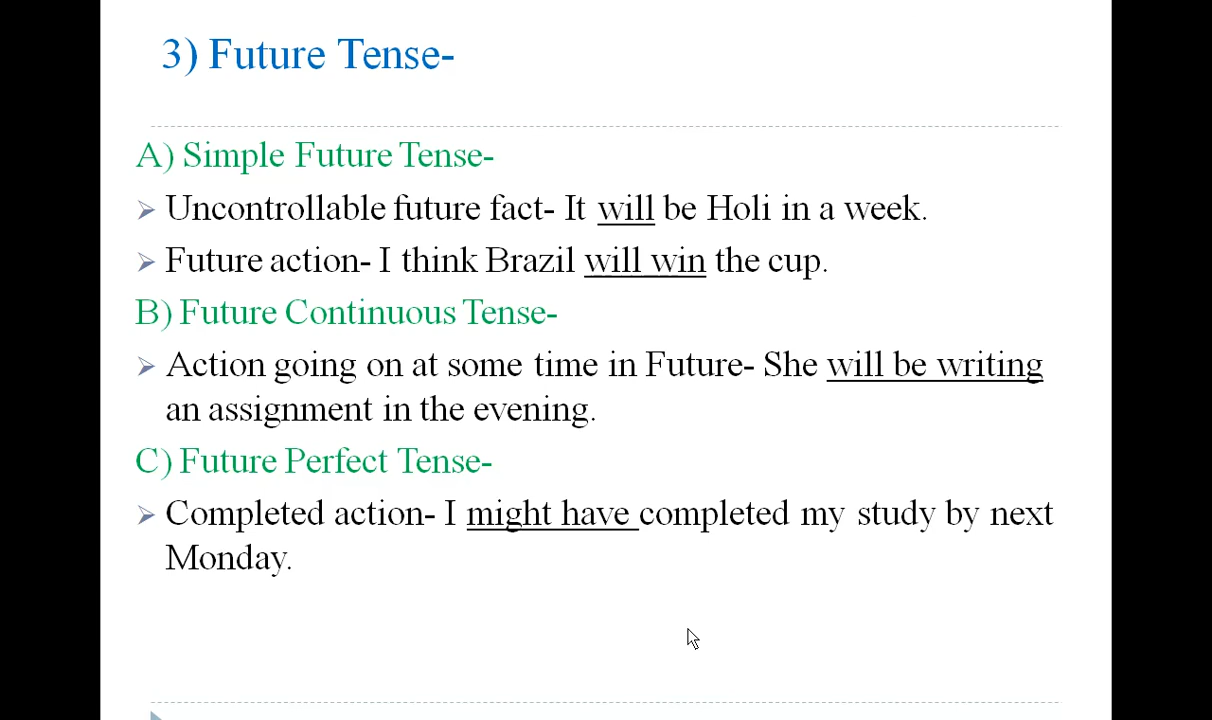 3) Future Tense-
A) Simple Future Tense-
Uncontrollable future fact- It will be Holi in a week.
Future action- I think Brazil will win the cup.
B) Future Continuous Tense-
Action going on at some time in Future- She will be writing
an assignment in the evening.
C) Future Perfect Tense-
Completed action- I might have completed my study by next
Monday.